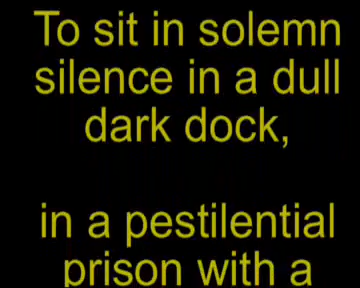 To sit in solemn
silence in a dull
dark dock,
in a pestilential
prison with a